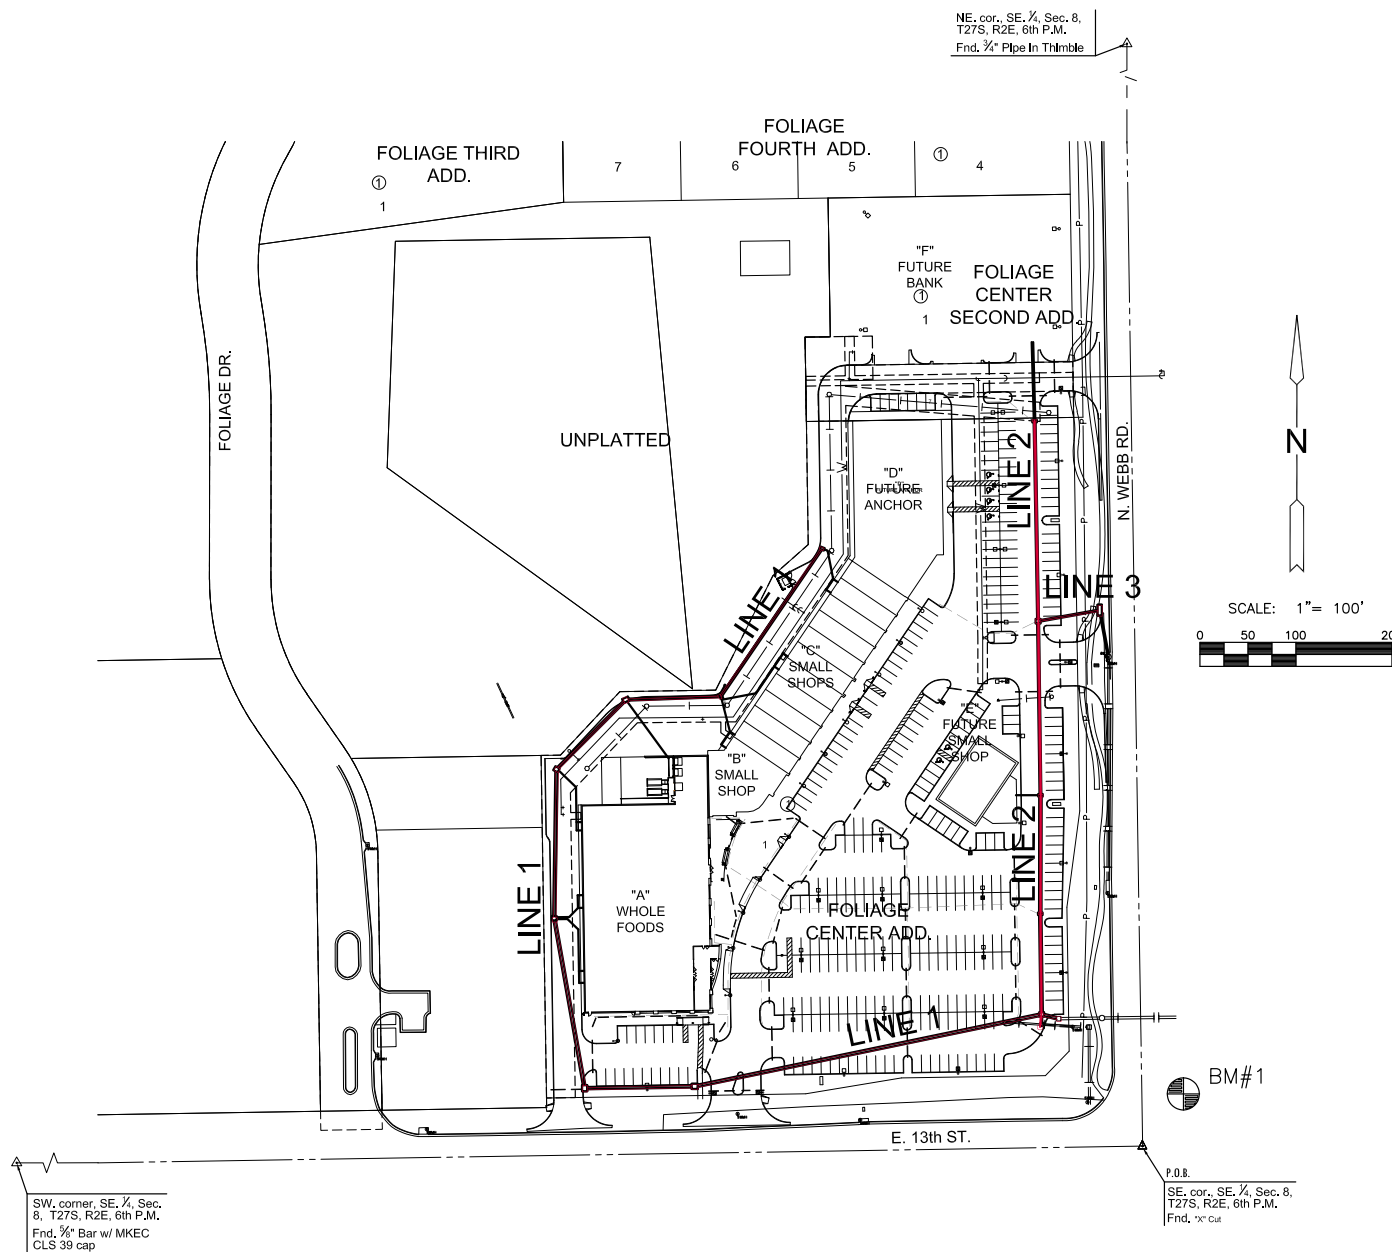 NE. cor., SE. ¼, Sec. 8,
T27S, R2E, 6th P.M.
Fnd. ¾" Pipe In Thimble
FOLIAGE THIRD
ADD.
1
1
FOLIAGE
FOURTH ADD.
1
7
6
5
4
"F"
FUTURE
BANK
1
1
FOLIAGE
CENTER
SECOND ADD.
FOLIAGE DR.
UNPLATTED
"D"
FUTURE
ANCHOR
LINE 2
N. WEBB RD.
N
SCALE: 1"= 100'
0 50 100 20
LINE 3
LINE 1
"C"
SMALL
SHOPS
"E"
FUTURE
SMALL
SHOP
"B"
SMALL
SHOP
1
LINE 2
LINE 1
"A"
WHOLE
FOODS
FOLIAGE
CENTER ADD.
LINE 1
BM#1
E. 13th ST.
P.O.B.
SE. cor., SE. ¼, Sec. 8,
T27S, R2E, 6th P.M.
Fnd. "X" Cut
SW. corner, SE. ¼, Sec.
8, T27S, R2E, 6th P.M.
Fnd. ⅝" Bar w/ MKEC
CLS 39 cap